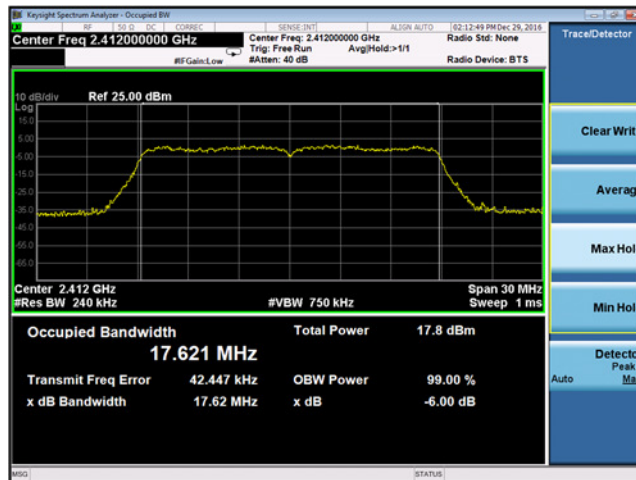 Keysight Spectrum Analyzer - Occupied BW
RF 50 Ω DC CORREC SENSE:INT ALIGN AUTO 02:12:49 PM Dec 29, 2016
Center Freq 2.412000000 GHz
Center Freq: 2.412000000 GHz
Radio Std: None
Trig: Free Run Avg|Hold:>1/1
#IFGain:Low #Atten: 40 dB Radio Device: BTS
10 dB/div Ref 25.00 dBm
Log
15.0
5.00
-5.00
-15.0
-25.0
-35.0
-45.0
-55.0
-65.0
Center 2.412 GHz Span 30 MHz
#Res BW 240 kHz #VBW 750 kHz Sweep 1 ms
Occupied Bandwidth Total Power 17.8 dBm
17.621 MHz
Transmit Freq Error 42.447 kHz OBW Power 99.00 %
x dB Bandwidth 17.62 MHz x dB -6.00 dB
MSG STATUS
Trace/Detector
Clear Writ
Averag
Max Hol
Min Hol
Detecto
Peak
Auto Ma